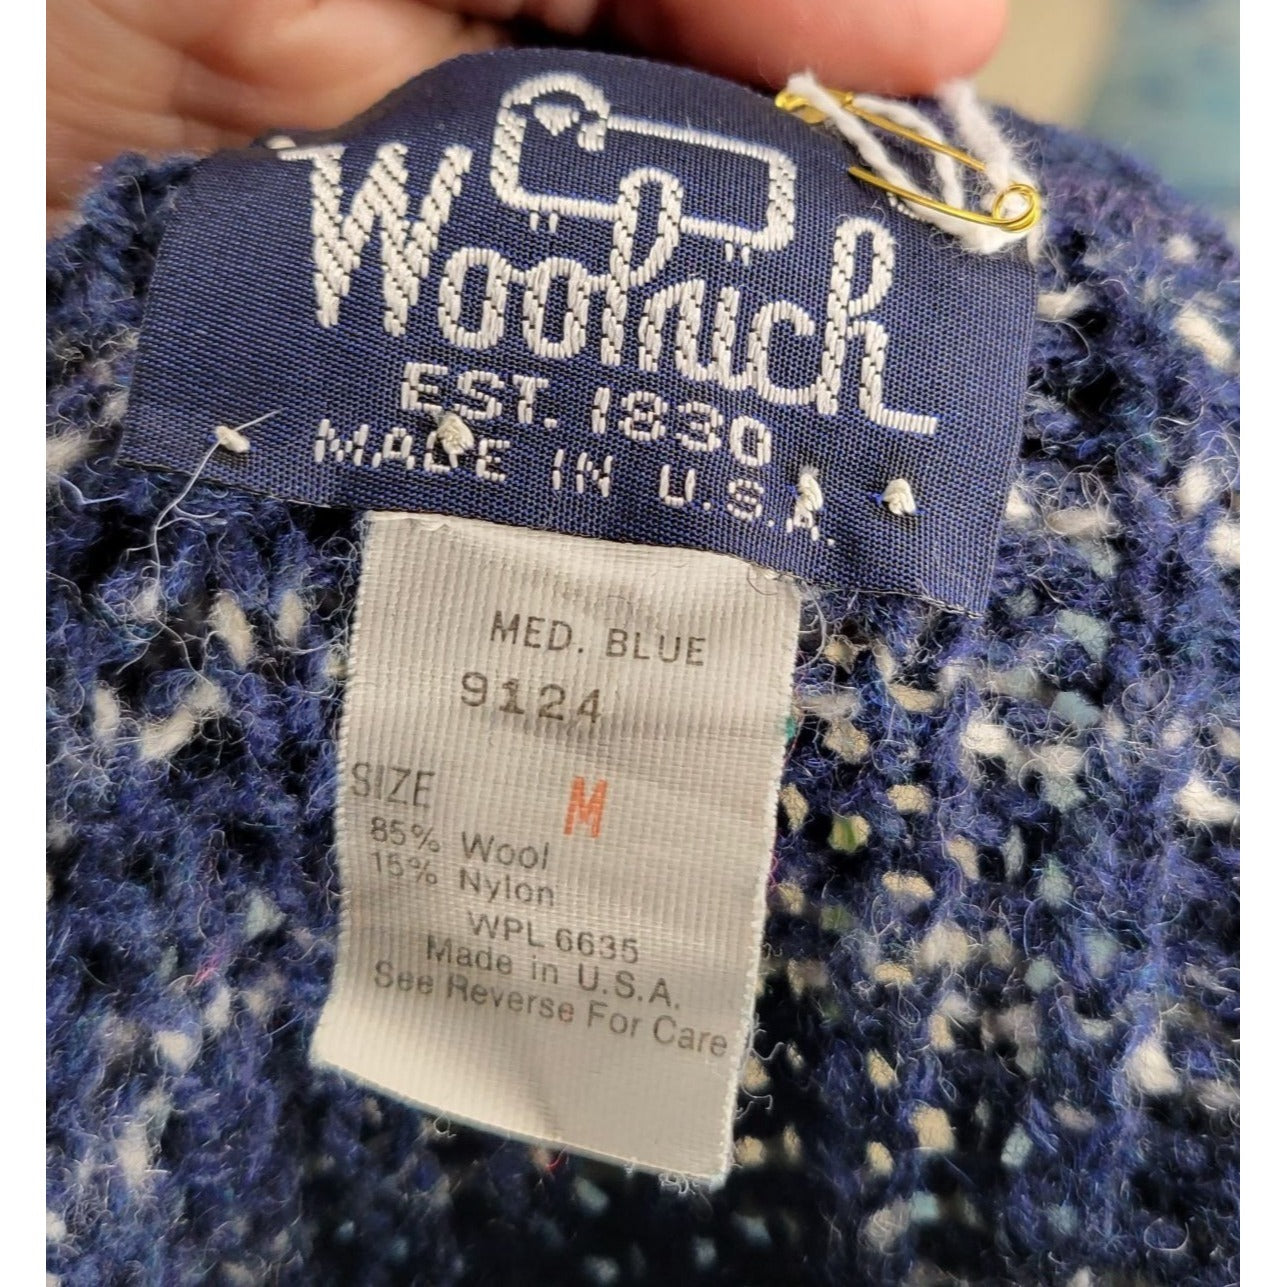 Woolrich
EST. 1830
MADE IN U.S.A.
MED. BLUE
9124
SIZE M
85% Wool
15% Nylon
WPL 6635
Made in U.S.A.
See Reverse For Care